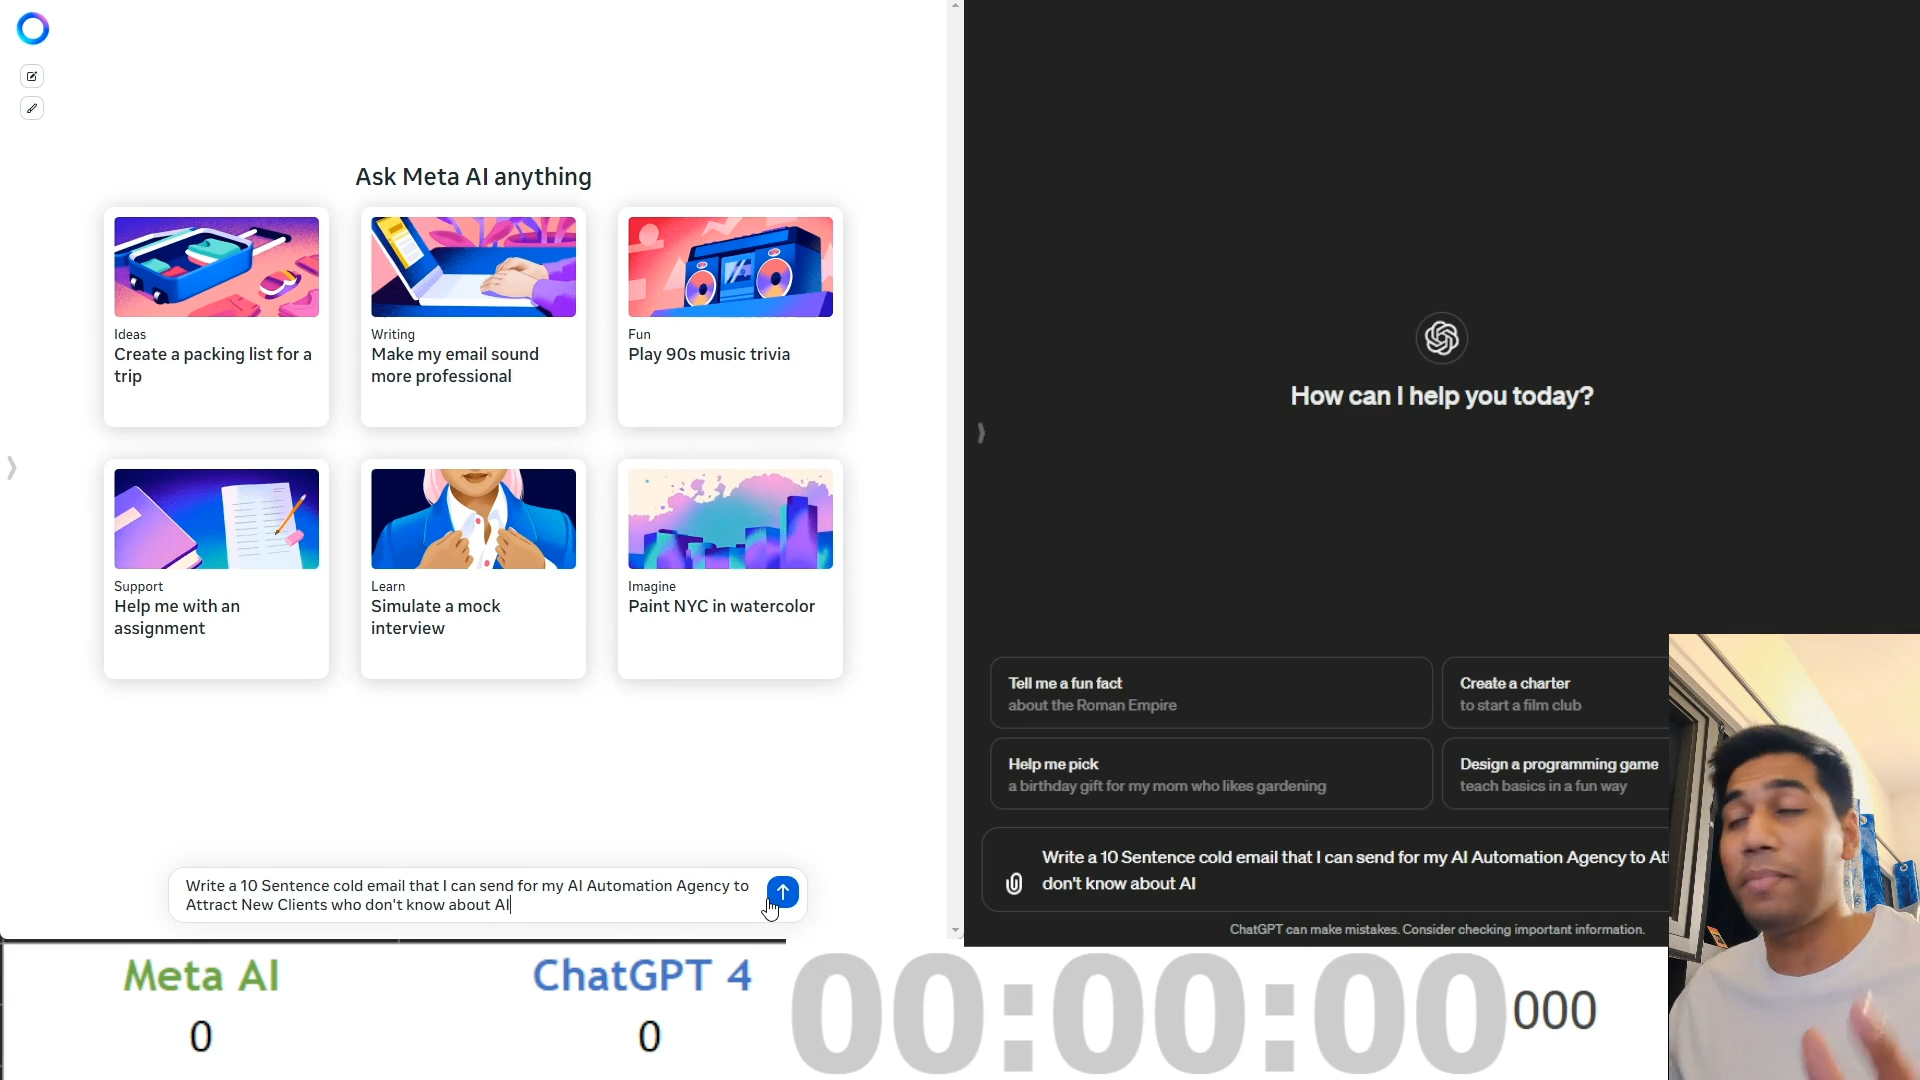 Ask Meta AI anything
Ideas
Create a packing list for a
trip
Writing
Make my email sound
more professional
Fun
Play 90s music trivia
Support
Help me with an
assignment
Learn
Simulate a mock
interview
Imagine
Paint NYC in watercolor
Write a 10 Sentence cold email that I can send for my AI Automation Agency to
Attract New Clients who don't know about AI
How can I help you today?
Tell me a fun fact
about the Roman Empire
Create a charter
to start a film club
Help me pick
a birthday gift for my mom who likes gardening
Design a programming game
teach basics in a fun way
Write a 10 Sentence cold email that I can send for my AI Automation Agency to At
don't know about AI
ChatGPT can make mistakes. Consider checking important information.
Meta AI
0
ChatGPT 4
0
00:00:00 000